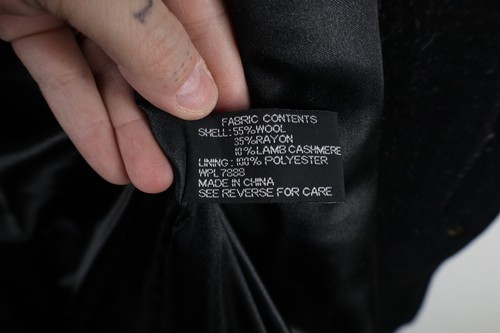 FABRIC CONTENTS
SHELL: 55% WOOL
35% RAYON
10% LAMB CASHMERE
LINING: 100% POLYESTER
WPL 7888
MADE IN CHINA
SEE REVERSE FOR CARE